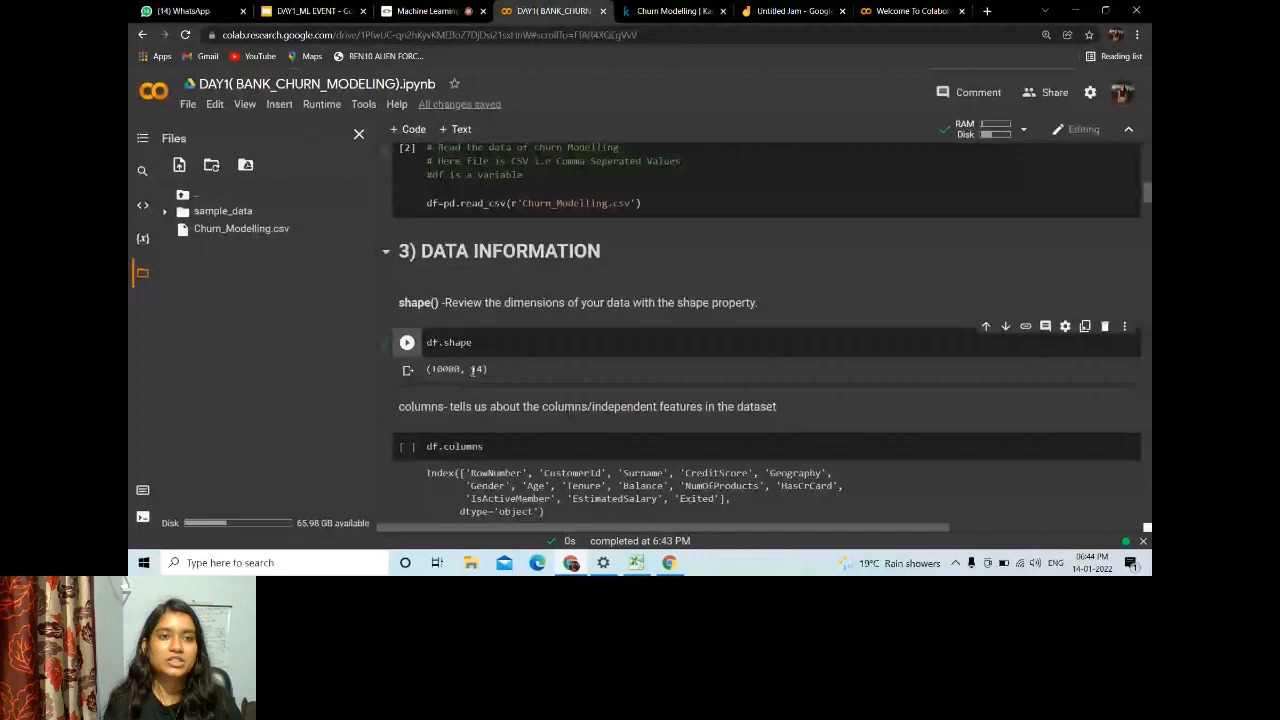 (14) WhatsApp
DAY1_ML EVENT - G
Machine Learning
DAY1( BANK_CHURN
Churn Modelling | Ka
Untitled Jam - Google
Welcome To Colabo
colab.research.google.com/drive/
Apps
Gmail
YouTube
Maps
BEN10 ALIEN FORC...
Reading list
DAY1( BANK_CHURN_MODELING).ipynb
File Edit View Insert Runtime Tools Help All changes saved
Comment
Share
Files
+ Code + Text
RAM
Disk
Editing
[2] # Read the data of churn Modelling
# Here file is CSV i.e Comma Seperated Values
#df is a variable
df=pd.read_csv(r'Churn_Modelling.csv')
..
sample_data
Churn_Modelling.csv
3) DATA INFORMATION
shape() -Review the dimensions of your data with the shape property.
df.shape
(10000, 14)
columns- tells us about the columns/independent features in the dataset
[ ] df.columns
Index(['RowNumber', 'CustomerId', 'Surname', 'CreditScore', 'Geography',
'Gender', 'Age', 'Tenure', 'Balance', 'NumOfProducts', 'HasCrCard',
'IsActiveMember', 'EstimatedSalary', 'Exited'],
dtype='object')
Disk
65.98 GB available
0s completed at 6:43 PM
Type here to search
19°C Rain showers
ENG
06:44 PM
14-01-2022